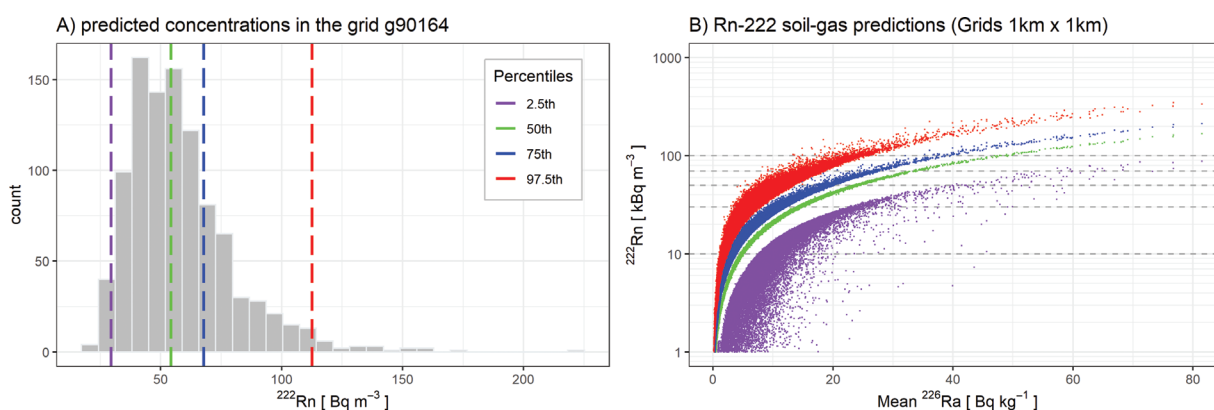 A) predicted concentrations in the grid g90164
150
100
50
0
count
50
100
150
200
²²²Rn [ Bq m⁻³ ]
Percentiles
2.5th
50th
75th
97.5th
B) Rn-222 soil-gas predictions (Grids 1km x 1km)
1000
100
10
1
²²²Rn [ kBq m⁻³ ]
0
20
40
60
80
Mean ²²⁶Ra [ Bq kg⁻¹ ]